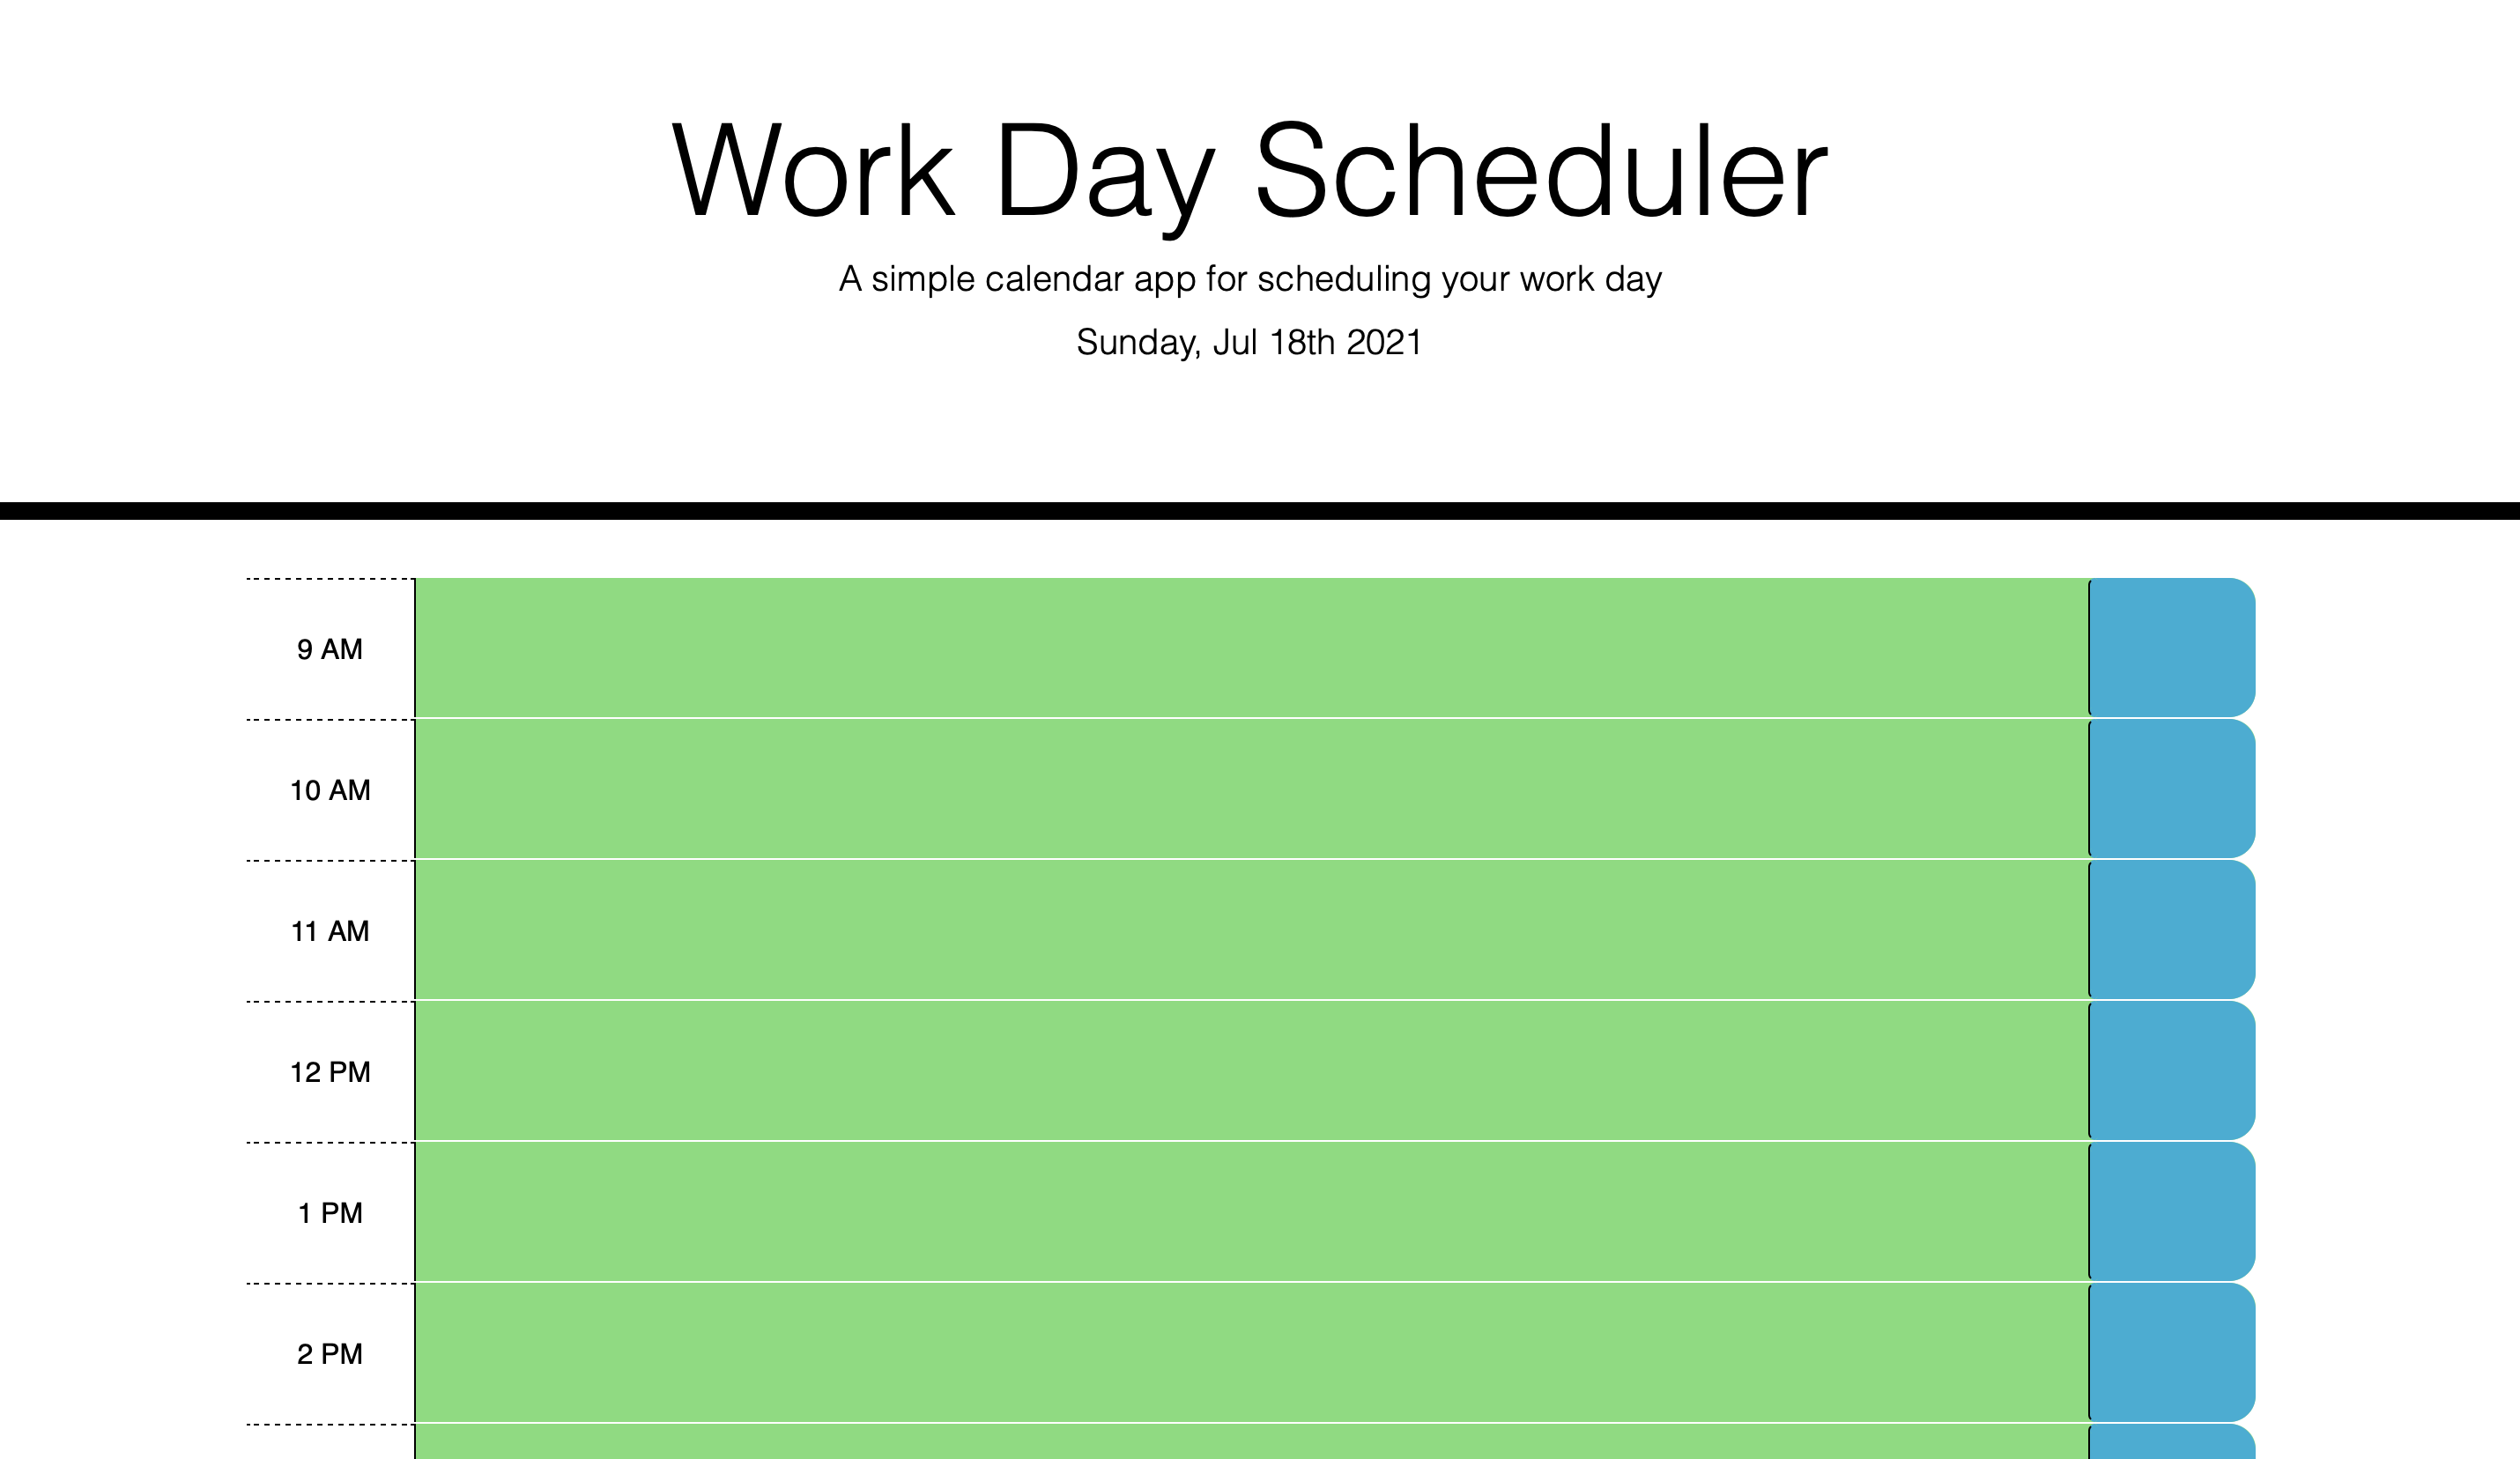 Work Day Scheduler
A simple calendar app for scheduling your work day
Sunday, Jul 18th 2021
9 AM
10 AM
11 AM
12 PM
1 PM
2 PM